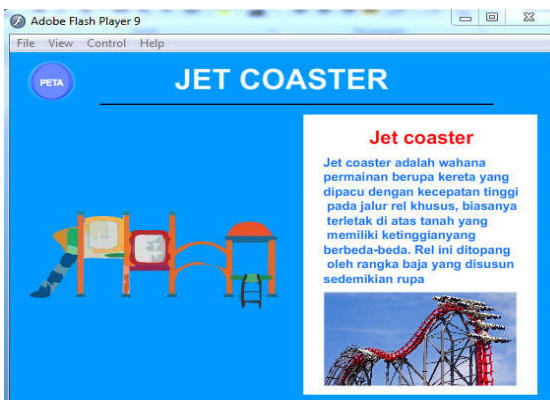 Adobe Flash Player 9
File View Control Help
PETA
JET COASTER
Jet coaster
Jet coaster adalah wahana
permainan berupa kereta yang
dipacu dengan kecepatan tinggi
pada jalur rel khusus, biasanya
terletak di atas tanah yang
memiliki ketinggianyang
berbeda-beda. Rel ini ditopang
oleh rangka baja yang disusun
sedemikian rupa